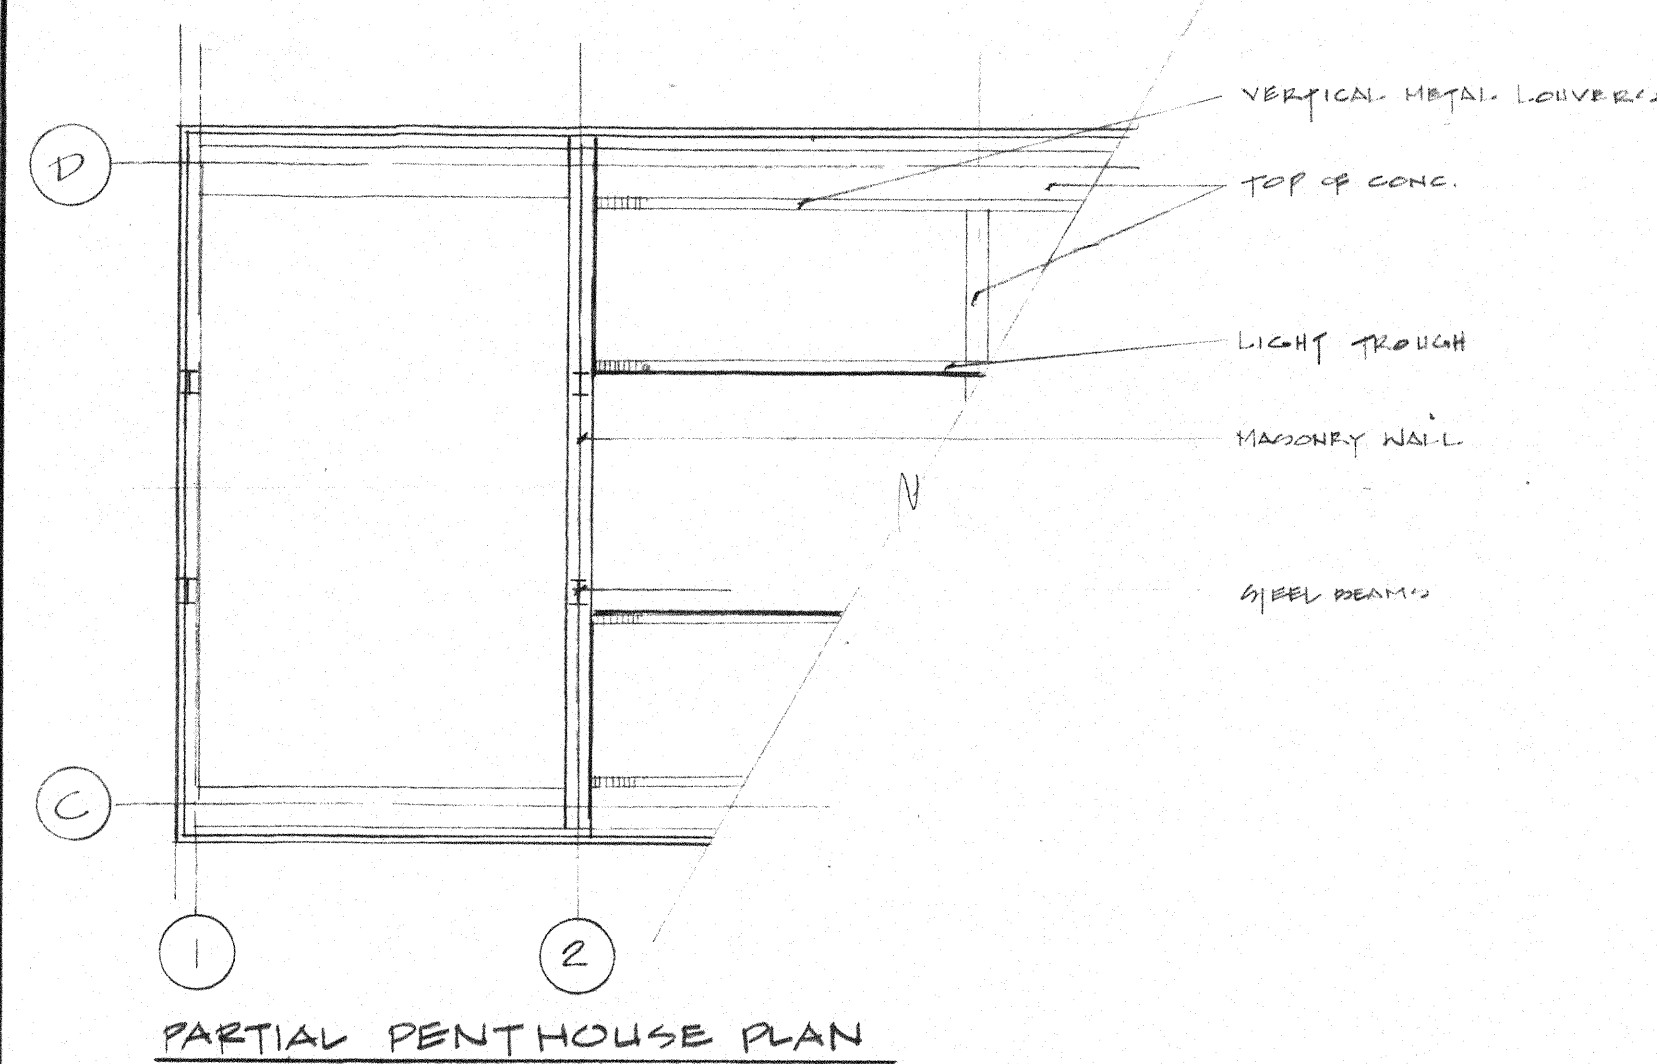 VERTICAL METAL LOUVERS
D
TOP OF CONC.
LIGHT TROUGH
MASONRY WALL
N
STEEL BEAMS
C
1
2
PARTIAL PENTHOUSE PLAN